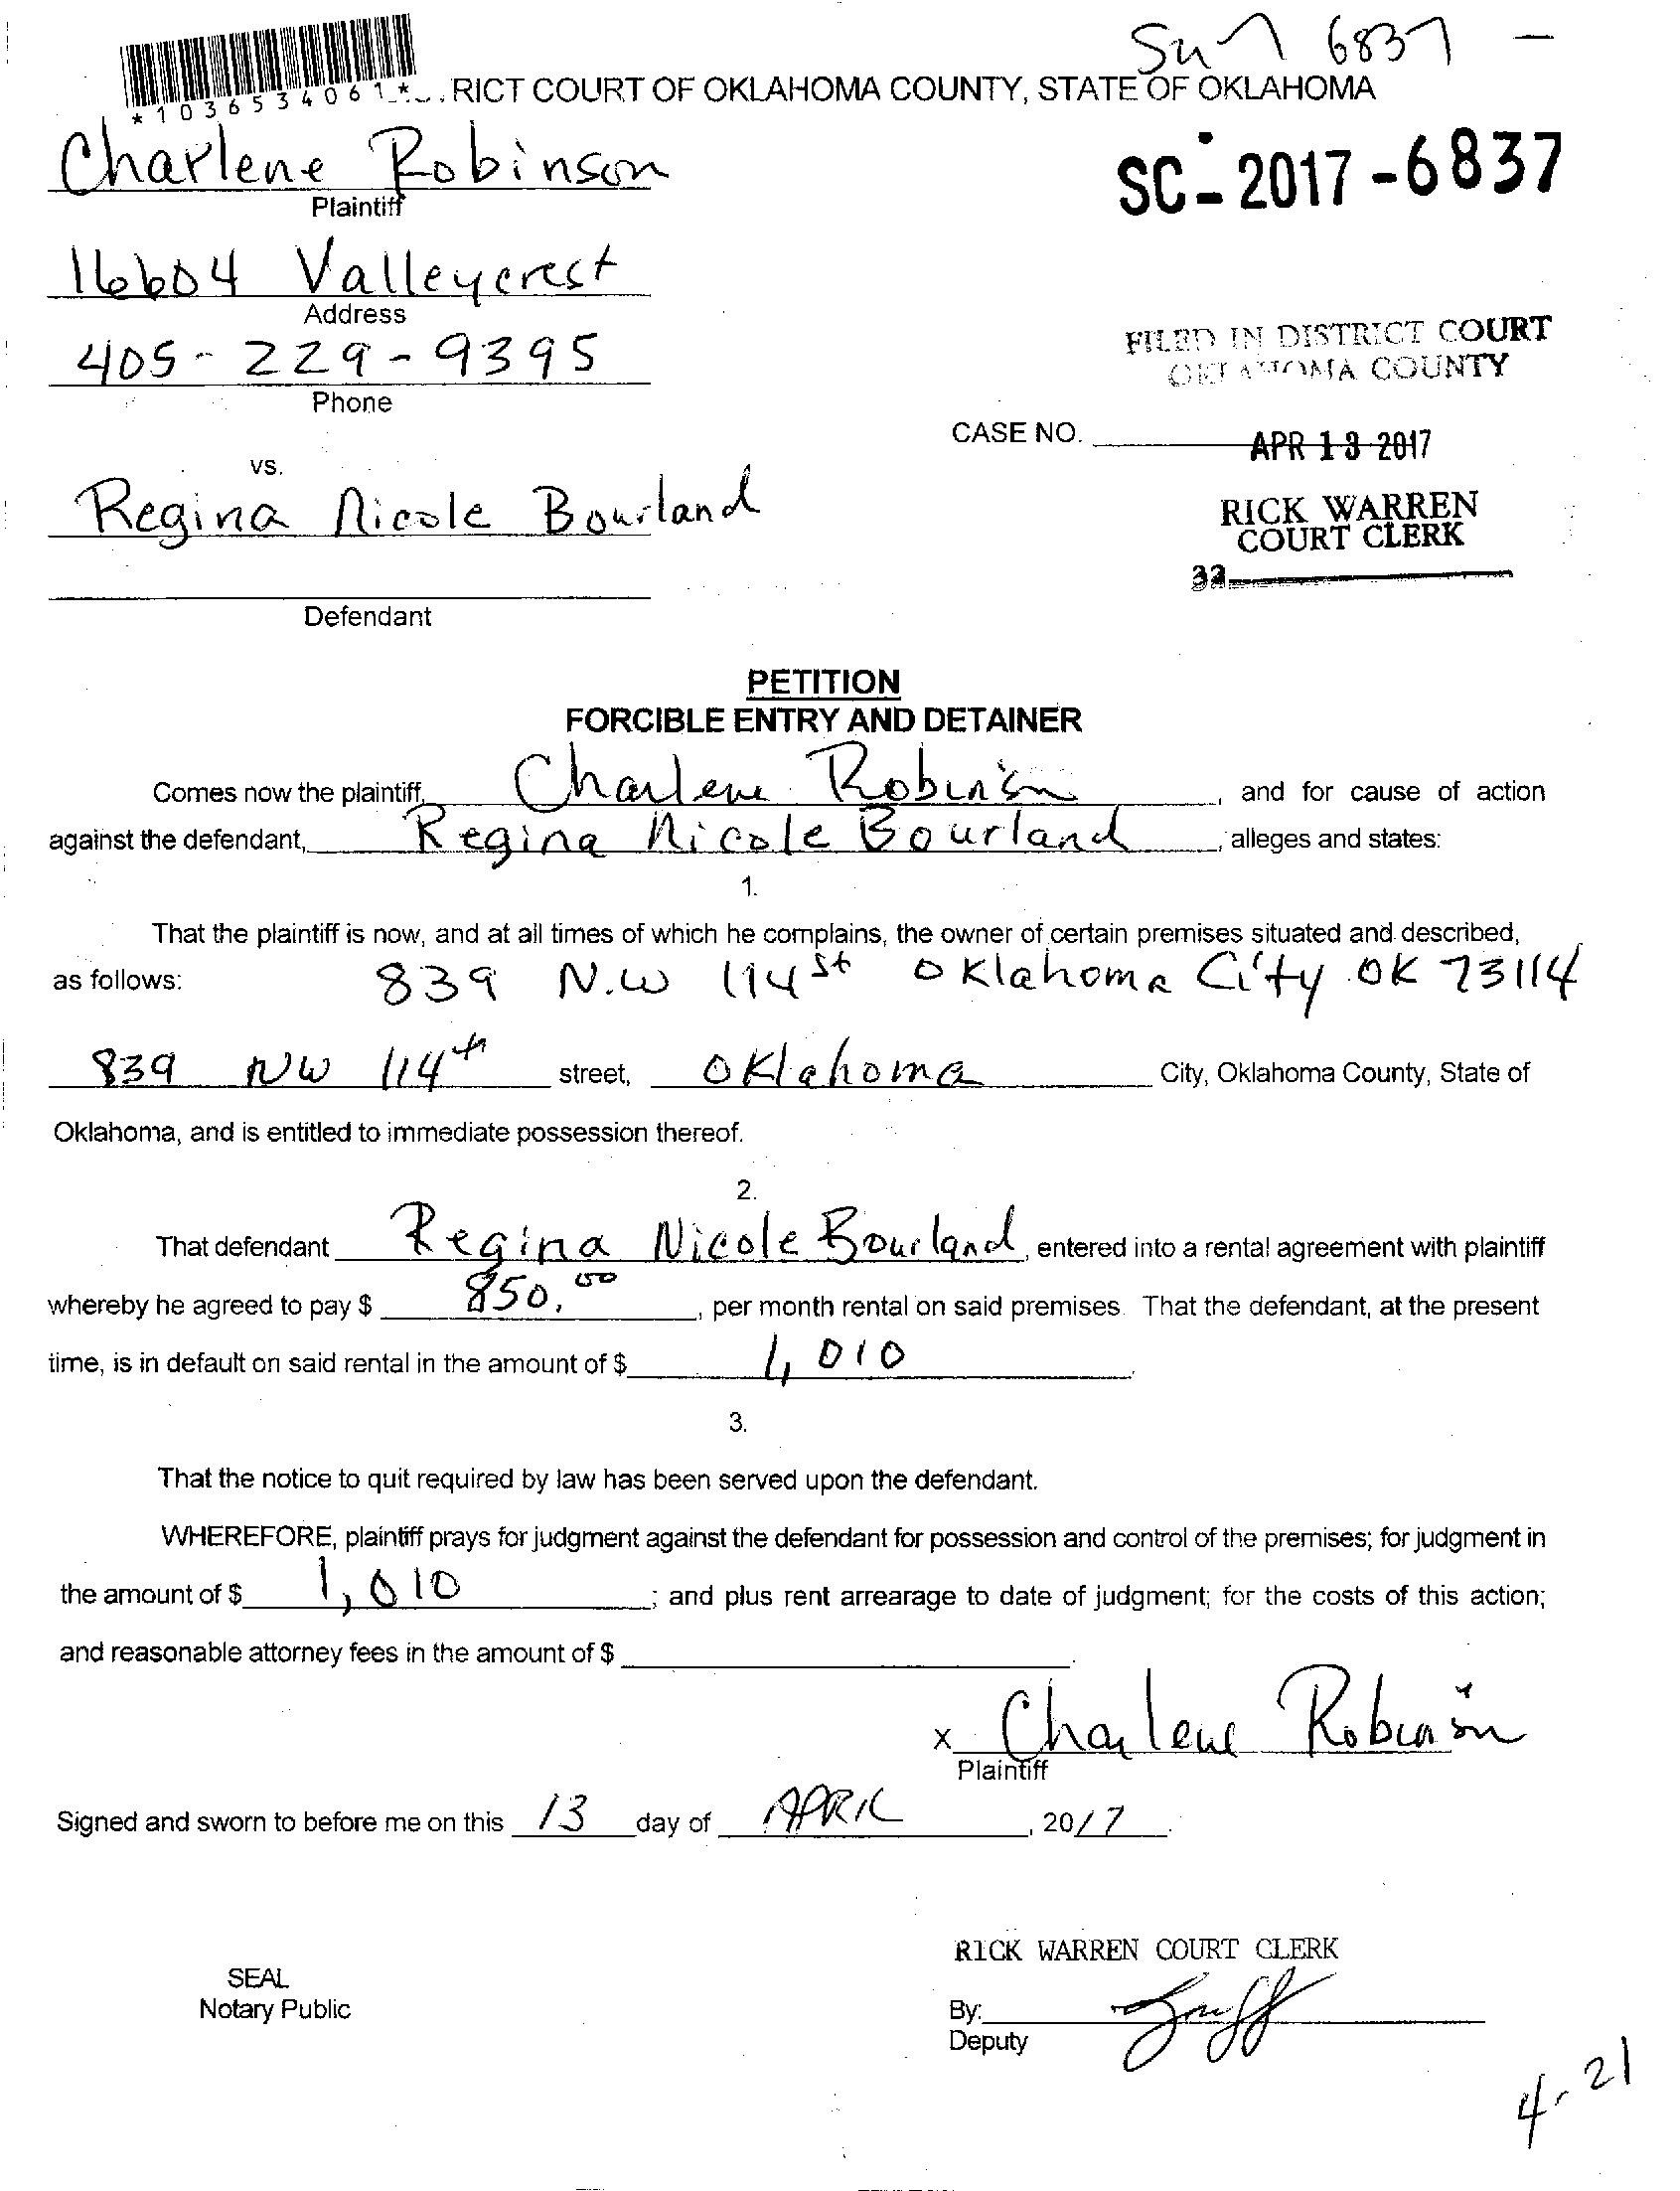 6837 -
*1036534061* RICT COURT OF OKLAHOMA COUNTY, STATE OF OKLAHOMA
Charlene Robinson
Plaintiff
SC-2017-6837
16604 Valleycrest
Address
405-229-9395
Phone
FILED IN DISTRICT COURT
OKLAHOMA COUNTY
CASE NO.
APR 13 2017
vs.
Regina Nicole Bourland
RICK WARREN
COURT CLERK
32
Defendant
PETITION
FORCIBLE ENTRY AND DETAINER
Comes now the plaintiff, Charlene Robinson, and for cause of action
against the defendant, Regina Nicole Bourland, alleges and states:
1.
That the plaintiff is now, and at all times of which he complains, the owner of certain premises situated and described,
as follows: 839 N.W 114 st Oklahoma City OK 73114
839 NW 114th street, Oklahoma City, Oklahoma County, State of
Oklahoma, and is entitled to immediate possession thereof.
2.
That defendant Regina Nicole Bourland, entered into a rental agreement with plaintiff
whereby he agreed to pay $ 850.00, per month rental on said premises. That the defendant, at the present
time, is in default on said rental in the amount of $ 1,010.
3.
That the notice to quit required by law has been served upon the defendant.
WHEREFORE, plaintiff prays for judgment against the defendant for possession and control of the premises; for judgment in
the amount of $ 1,010; and plus rent arrearage to date of judgment; for the costs of this action;
and reasonable attorney fees in the amount of $ .
x Charlene Robinson
Plaintiff
Signed and sworn to before me on this 13 day of APRIL, 2017.
RICK WARREN COURT CLERK
SEAL
Notary Public
By:
Deputy
4-21